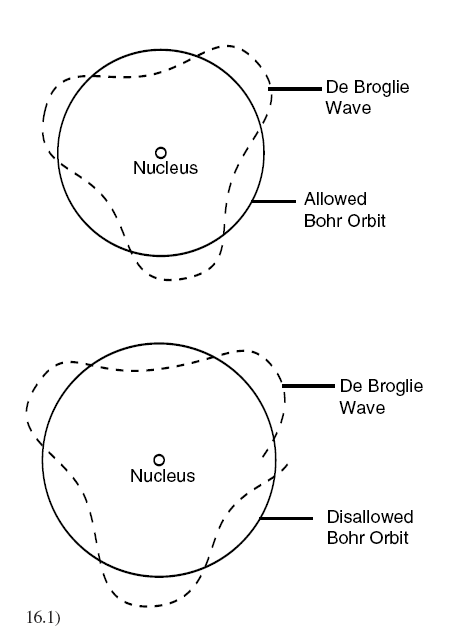 De Broglie
Wave
Nucleus
Allowed
Bohr Orbit
De Broglie
Wave
Nucleus
Disallowed
Bohr Orbit
16.1)